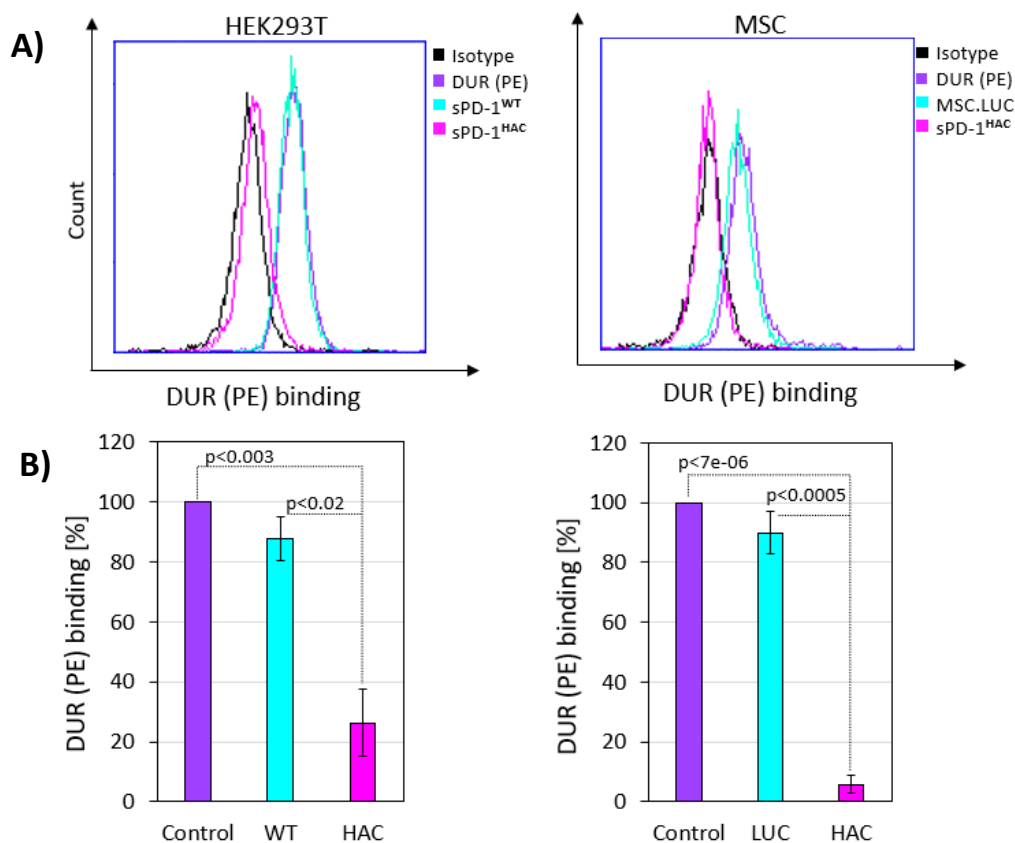 A)
HEK293T
Isotype
DUR (PE)
sPD-1WT
sPD-1HAC
Count
DUR (PE) binding
MSC
Isotype
DUR (PE)
MSC.LUC
sPD-1HAC
DUR (PE) binding
B)
DUR (PE) binding [%]
120
100
80
60
40
20
0
p<0.003
p<0.02
Control WT HAC
DUR (PE) binding [%]
120
100
80
60
40
20
0
p<7e-06
p<0.0005
Control LUC HAC